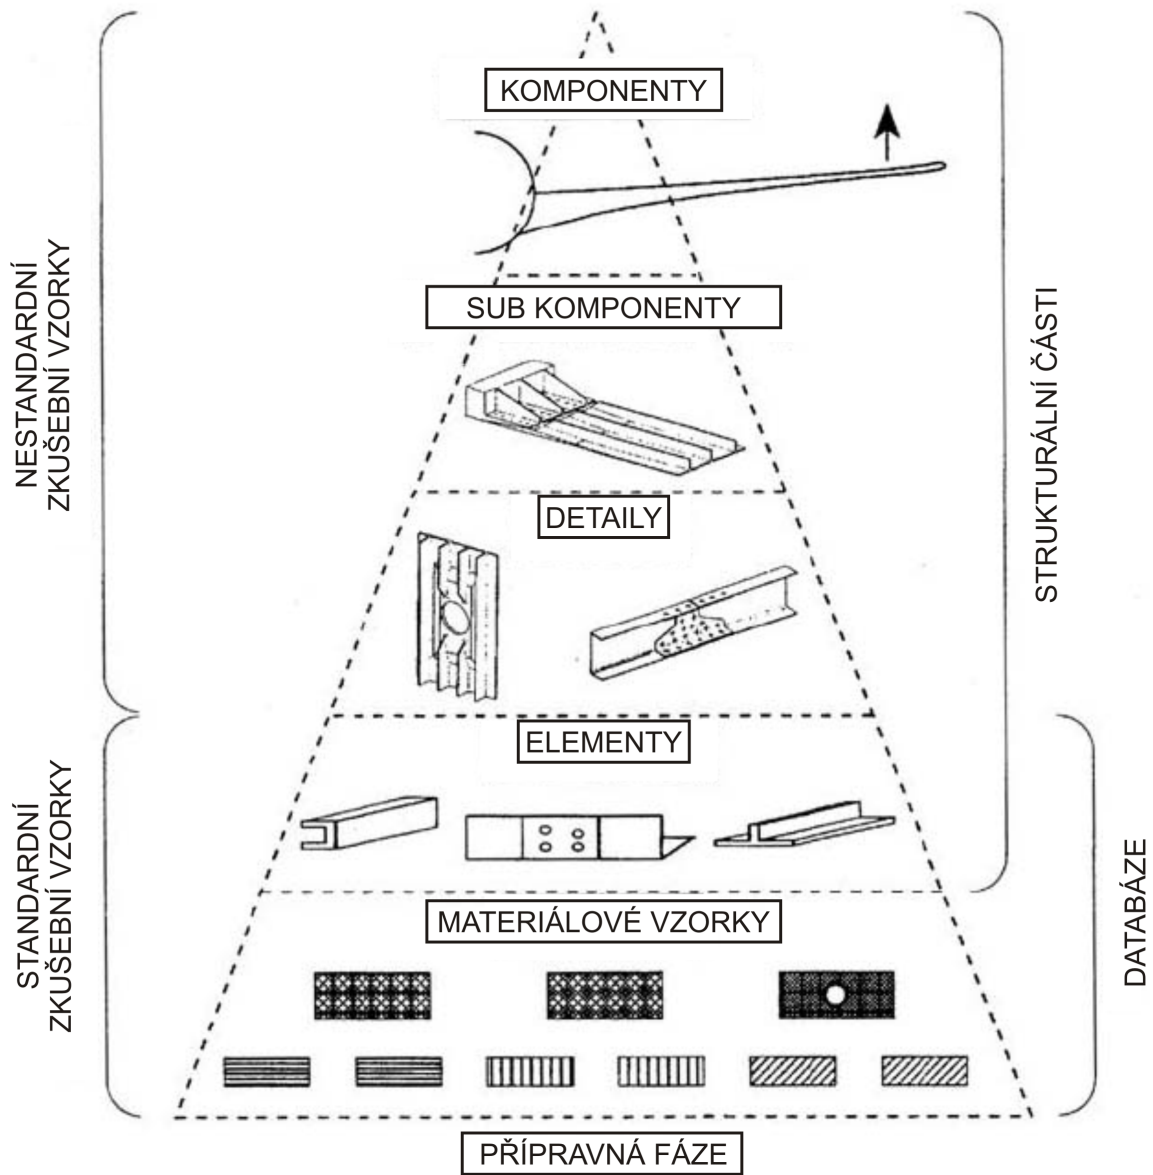 KOMPONENTY
SUB KOMPONENTY
DETAILY
ELEMENTY
MATERIÁLOVÉ VZORKY
PŘÍPRAVNÁ FÁZE
NESTANDARDNÍ
ZKUŠEBNÍ VZORKY
STANDARDNÍ
ZKUŠEBNÍ VZORKY
STRUKTURÁLNÍ ČÁSTI
DATABÁZE